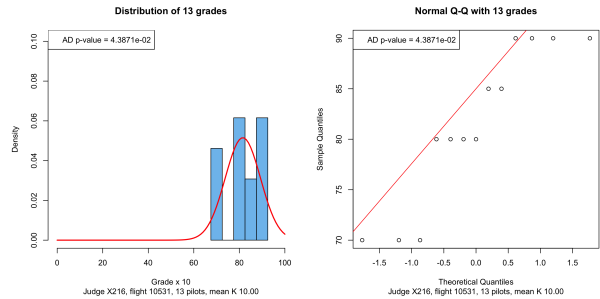 Distribution of 13 grades
AD p-value = 4.3871e-02
Density
0.10
0.08
0.06
0.04
0.02
0.00
0 20 40 60 80 100
Grade x 10
Judge X216, flight 10531, 13 pilots, mean K 10.00
Normal Q-Q with 13 grades
AD p-value = 4.3871e-02
Sample Quantiles
90
85
80
75
70
-1.5 -1.0 -0.5 0.0 0.5 1.0 1.5
Theoretical Quantiles
Judge X216, flight 10531, 13 pilots, mean K 10.00